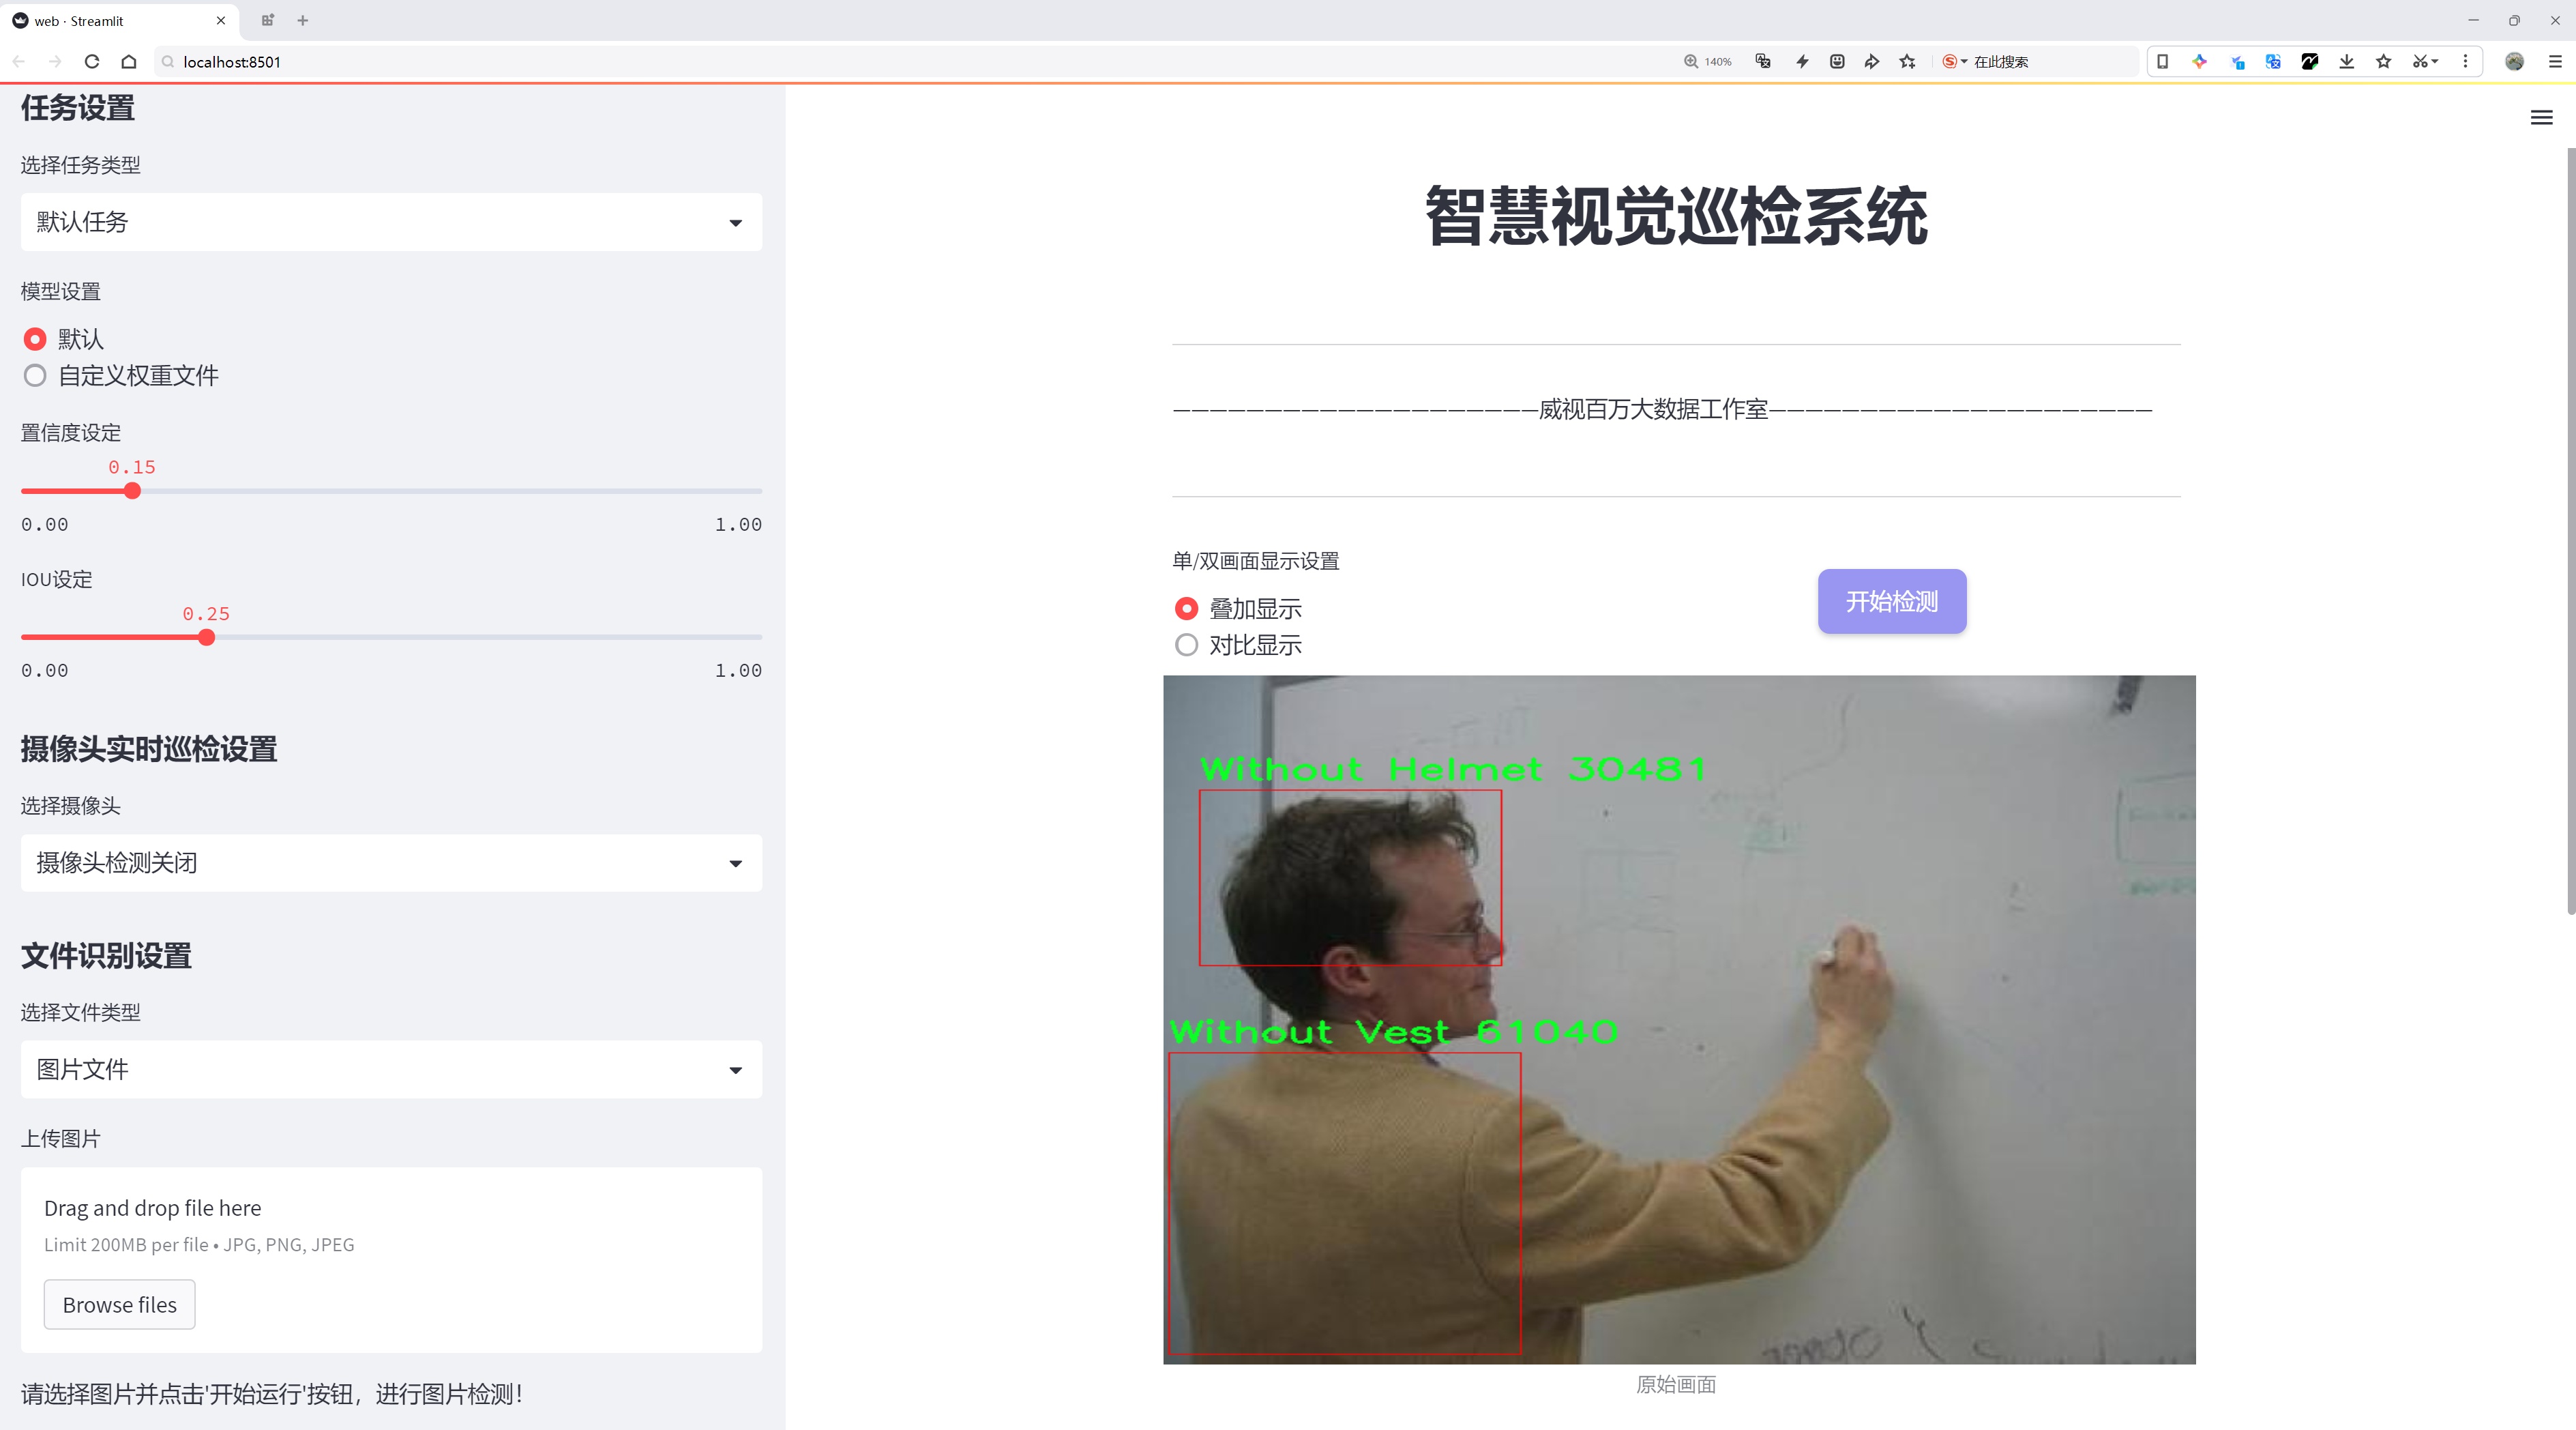 web · Streamlit
localhost:8501
140%
在此搜索
任务设置
选择任务类型
默认任务
模型设置
默认
自定义权重文件
置信度设定
0.15
0.00 1.00
IOU设定
0.25
0.00 1.00
摄像头实时巡检设置
选择摄像头
摄像头检测关闭
文件识别设置
选择文件类型
图片文件
上传图片
Drag and drop file here
Limit 200MB per file • JPG, PNG, JPEG
Browse files
请选择图片并点击'开始运行'按钮，进行图片检测！
智慧视觉巡检系统
————————————————————威视百万大数据工作室—————————————————————
单/双画面显示设置
叠加显示
对比显示
开始检测
Without Helmet 30481
Without Vest 61040
原始画面